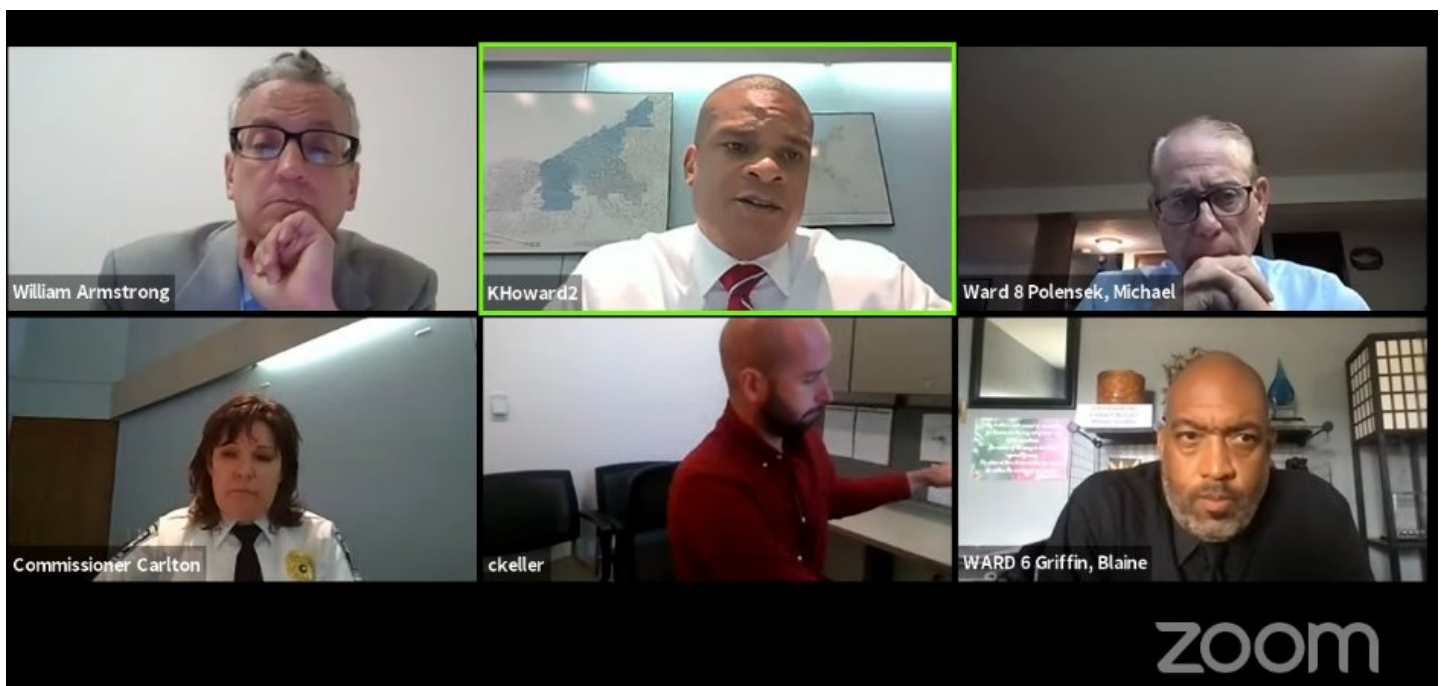 William Armstrong
KHoward2
Ward 8 Polensek, Michael
Commissioner Carlton
ckeller
WARD 6 Griffin, Blaine
zoom